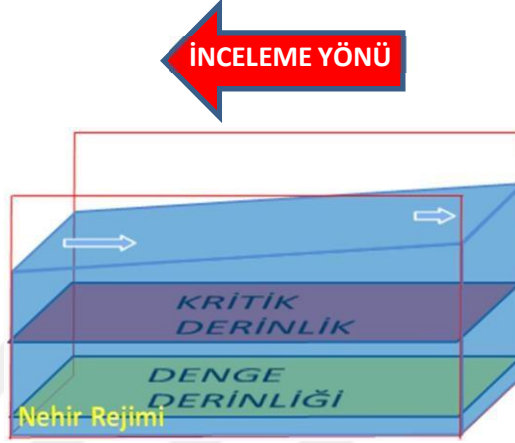 İNCELEME YÖNÜ
KRİTİK
DERİNLİK
DENGE
DERİNLİĞİ
Nehir Rejimi